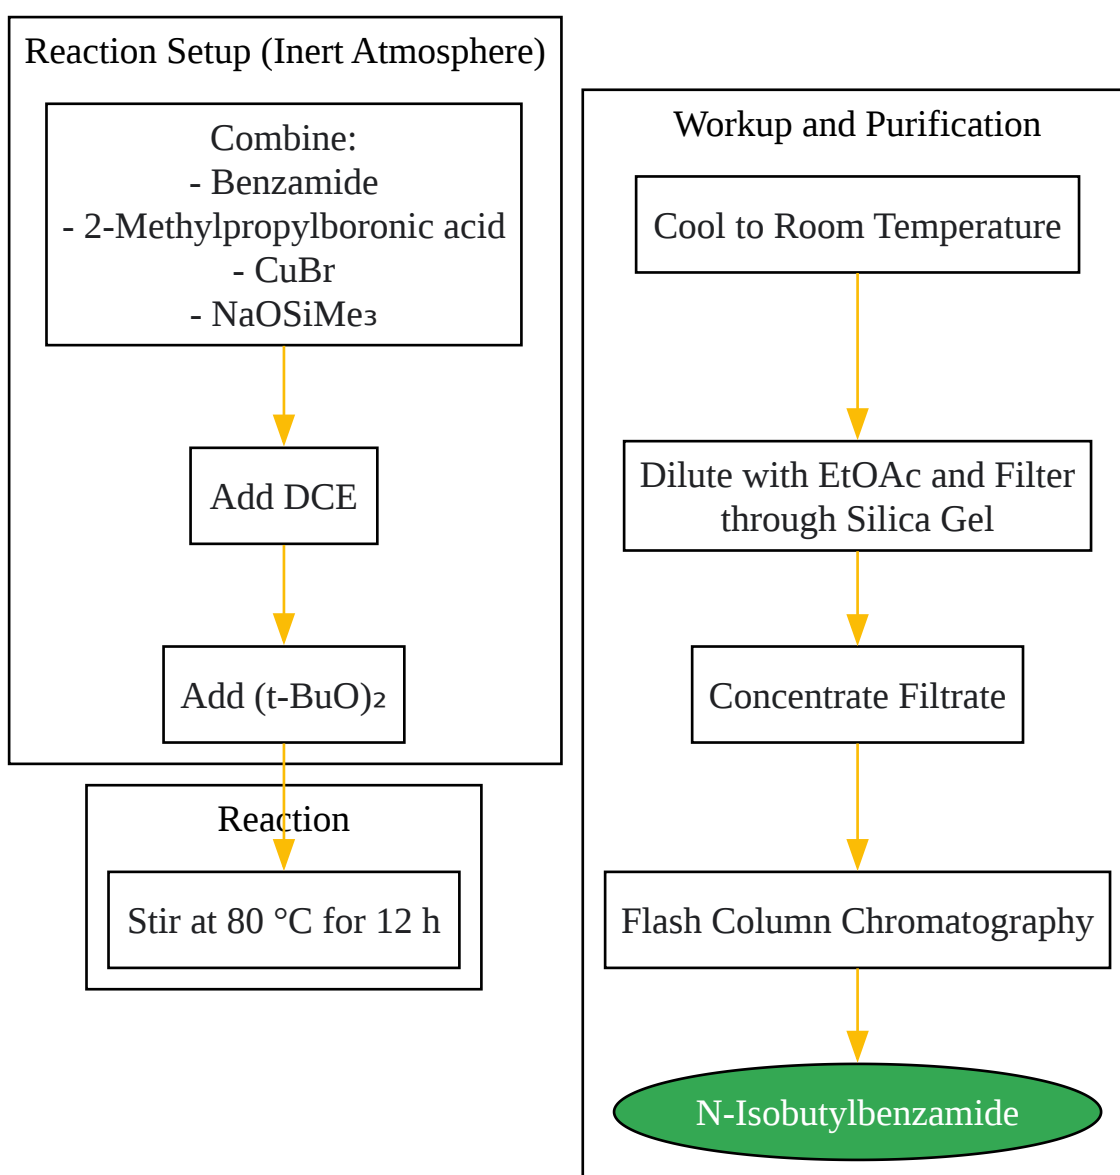 Reaction Setup (Inert Atmosphere)
Combine:
- Benzamide
- 2-Methylpropylboronic acid
- CuBr
- NaOSiMe₃
Add DCE
Add (t-BuO)₂
Reaction
Stir at 80 °C for 12 h
Workup and Purification
Cool to Room Temperature
Dilute with EtOAc and Filter
through Silica Gel
Concentrate Filtrate
Flash Column Chromatography
N-Isobutylbenzamide